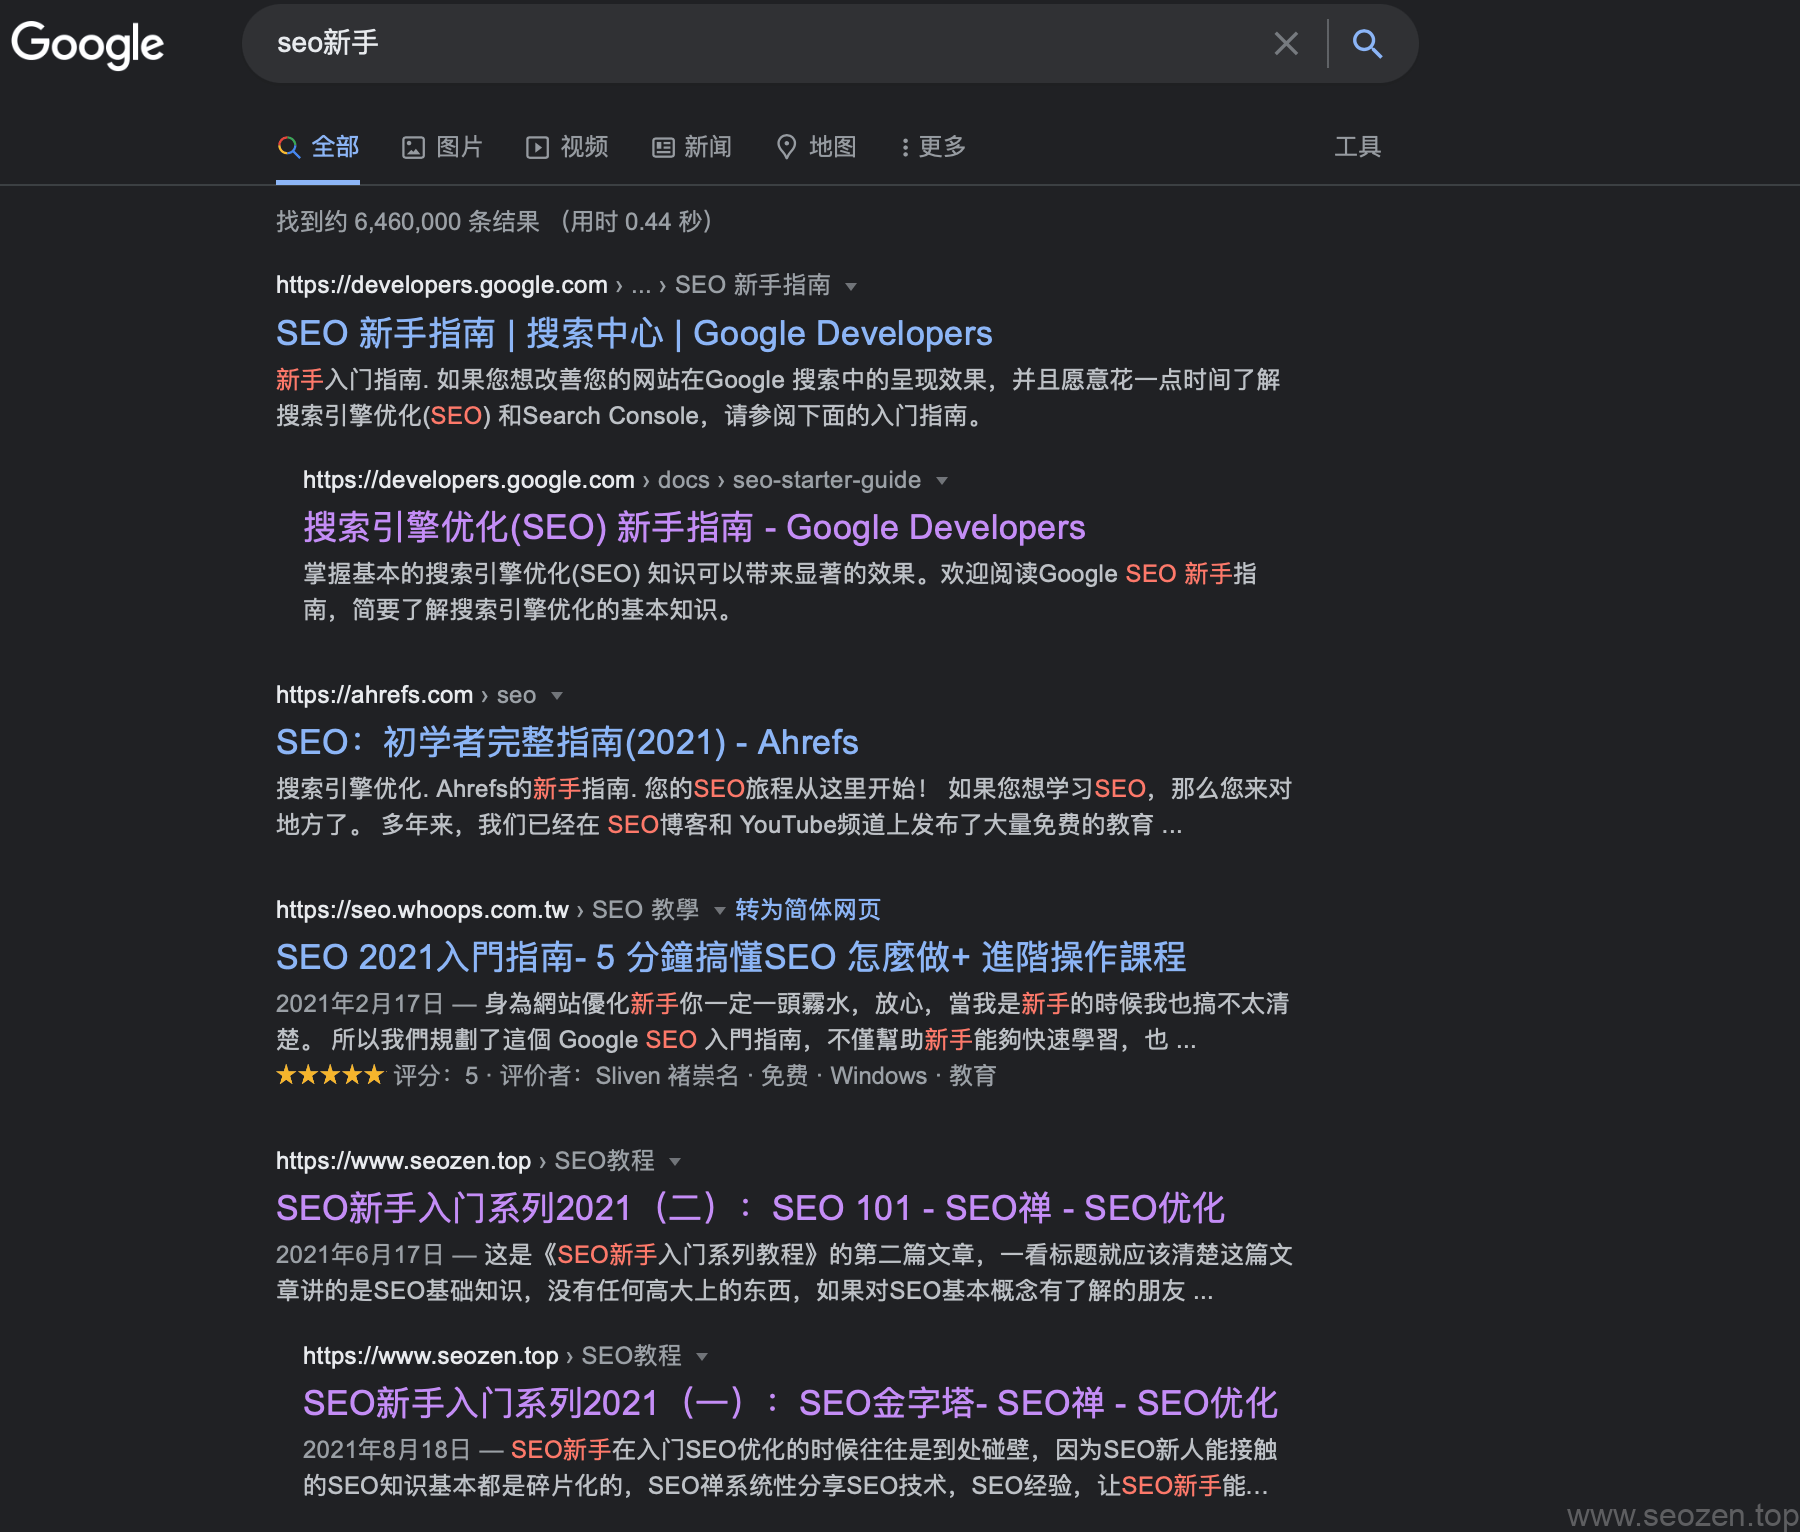 Google
seo新手
全部 图片 视频 新闻 地图 更多 工具
找到约 6,460,000 条结果 （用时 0.44 秒）
https://developers.google.com › ... › SEO 新手指南
SEO 新手指南 | 搜索中心 | Google Developers
新手入门指南. 如果您想改善您的网站在Google 搜索中的呈现效果，并且愿意花一点时间了解
搜索引擎优化(SEO) 和Search Console，请参阅下面的入门指南。
https://developers.google.com › docs › seo-starter-guide
搜索引擎优化(SEO) 新手指南 - Google Developers
掌握基本的搜索引擎优化(SEO) 知识可以带来显著的效果。欢迎阅读Google SEO 新手指
南，简要了解搜索引擎优化的基本知识。
https://ahrefs.com › seo
SEO：初学者完整指南(2021) - Ahrefs
搜索引擎优化. Ahrefs的新手指南. 您的SEO旅程从这里开始！ 如果您想学习SEO，那么您来对
地方了。 多年来，我们已经在 SEO博客和 YouTube频道上发布了大量免费的教育 ...
https://seo.whoops.com.tw › SEO 教學 转为简体网页
SEO 2021入門指南- 5 分鐘搞懂SEO 怎麼做+ 進階操作課程
2021年2月17日 — 身為網站優化新手你一定一頭霧水，放心，當我是新手的時候我也搞不太清
楚。 所以我們規劃了這個 Google SEO 入門指南，不僅幫助新手能夠快速學習，也 ...
★★★★★ 评分：5 · 评价者：Sliven 褚崇名 · 免费 · Windows · 教育
https://www.seozen.top › SEO教程
SEO新手入门系列2021（二）：SEO 101 - SEO禅 - SEO优化
2021年6月17日 — 这是《SEO新手入门系列教程》的第二篇文章，一看标题就应该清楚这篇文
章讲的是SEO基础知识，没有任何高大上的东西，如果对SEO基本概念有了解的朋友 ...
https://www.seozen.top › SEO教程
SEO新手入门系列2021（一）：SEO金字塔- SEO禅 - SEO优化
2021年8月18日 — SEO新手在入门SEO优化的时候往往是到处碰壁，因为SEO新人能接触
的SEO知识基本都是碎片化的，SEO禅系统性分享SEO技术，SEO经验，让SEO新手能...
www.seozen.top